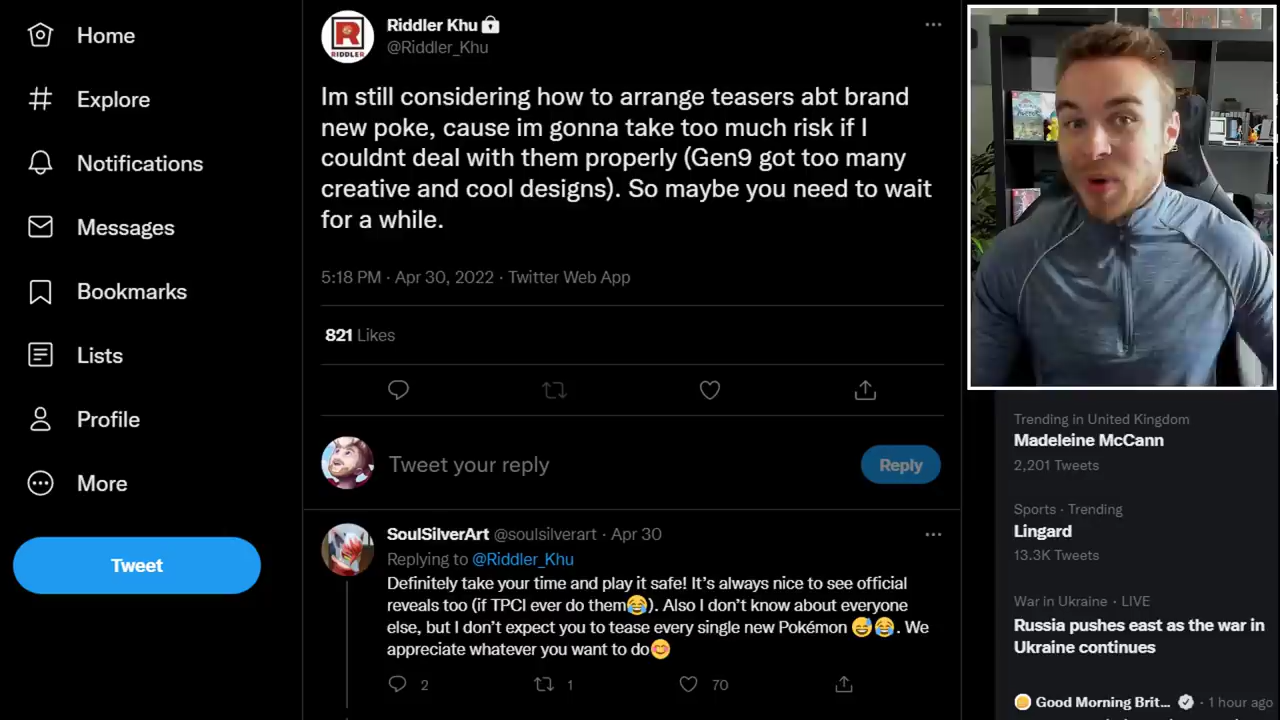 Home
Explore
Notifications
Messages
Bookmarks
Lists
Profile
More
Tweet
RIDDLER
Riddler Khu
@Riddler_Khu
Im still considering how to arrange teasers abt brand
new poke, cause im gonna take too much risk if I
couldnt deal with them properly (Gen9 got too many
creative and cool designs). So maybe you need to wait
for a while.
5:18 PM · Apr 30, 2022 · Twitter Web App
821 Likes
Tweet your reply
Reply
SoulSilverArt @soulsilverart · Apr 30
Replying to @Riddler_Khu
Definitely take your time and play it safe! It's always nice to see official
reveals too (if TPCI ever do them😂). Also I don't know about everyone
else, but I don't expect you to tease every single new Pokémon 😅😂. We
appreciate whatever you want to do😊
2 1 70
Trending in United Kingdom
Madeleine McCann
2,201 Tweets
Sports · Trending
Lingard
13.3K Tweets
War in Ukraine · LIVE
Russia pushes east as the war in
Ukraine continues
Good Morning Brit... · 1 hour ago